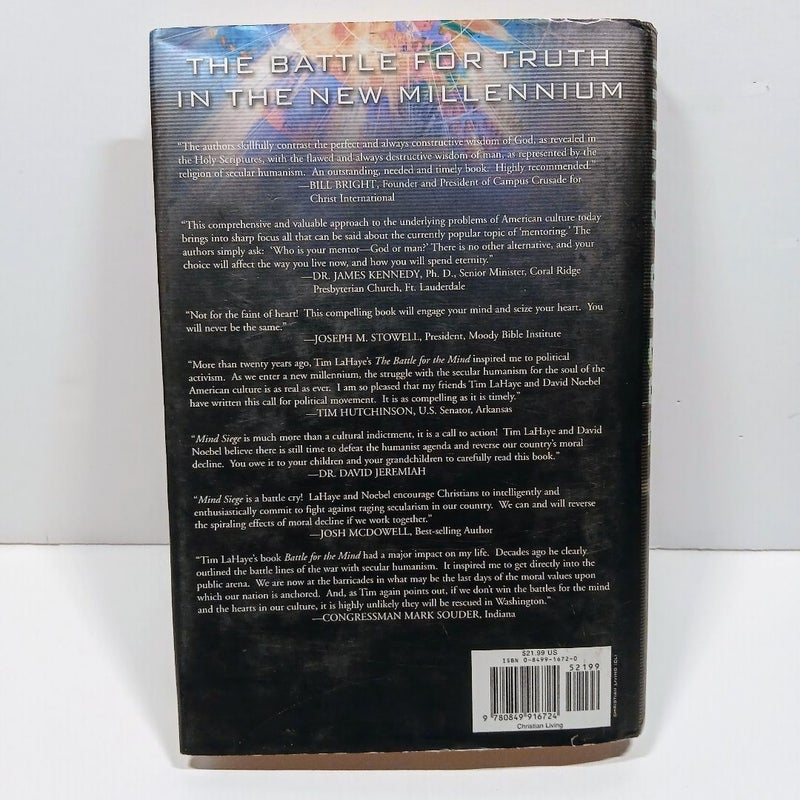 THE BATTLE FOR TRUTH
IN THE NEW MILLENNIUM
"The authors skillfully contrast the perfect and always constructive wisdom of God, as revealed in
the Holy Scriptures, with the flawed and always destructive wisdom of man, as represented by the
religion of secular humanism. An outstanding, needed and timely book. Highly recommended."
—BILL BRIGHT, Founder and President of Campus Crusade for
Christ International
"This comprehensive and valuable approach to the underlying problems of American culture today
brings into sharp focus all that can be said about the currently popular topic of 'mentoring.' The
authors simply ask: 'Who is your mentor—God or man?' There is no other alternative, and your
choice will affect the way you live now, and how you will spend eternity."
—DR. JAMES KENNEDY, Ph. D., Senior Minister, Coral Ridge
Presbyterian Church, Ft. Lauderdale
"Not for the faint of heart! This compelling book will engage your mind and seize your heart. You
will never be the same."
—JOSEPH M. STOWELL, President, Moody Bible Institute
"More than twenty years ago, Tim LaHaye's The Battle for the Mind inspired me to political
activism. As we enter a new millennium, the struggle with the secular humanism for the soul of the
American culture is as real as ever. I am so pleased that my friends Tim LaHaye and David Noebel
have written this call for political movement. It is as compelling as it is timely."
—TIM HUTCHINSON, U.S. Senator, Arkansas
"Mind Siege is much more than a cultural indictment, it is a call to action! Tim LaHaye and David
Noebel believe there is still time to defeat the humanist agenda and reverse our country's moral
decline. You owe it to your children and your grandchildren to carefully read this book."
—DR. DAVID JEREMIAH
"Mind Siege is a battle cry! LaHaye and Noebel encourage Christians to intelligently and
enthusiastically commit to fight against raging secularism in our country. We can and will reverse
the spiraling effects of moral decline if we work together."
—JOSH MCDOWELL, Best-selling Author
"Tim LaHaye's book Battle for the Mind had a major impact on my life. Decades ago he clearly
outlined the battle lines of the war with secular humanism. It inspired me to get directly into the
public arena. We are now at the barricades in what may be the last days of the moral values upon
which our nation is anchored. And, as Tim again points out, if we don't win the battles for the mind
and the hearts in our culture, it is highly unlikely they will be rescued in Washington."
—CONGRESSMAN MARK SOUDER, Indiana
$21.99 US
ISBN 0-8499-1672-0
52199
9 780849 916724
Christian Living
CHRISTIAN LIVING (CL)